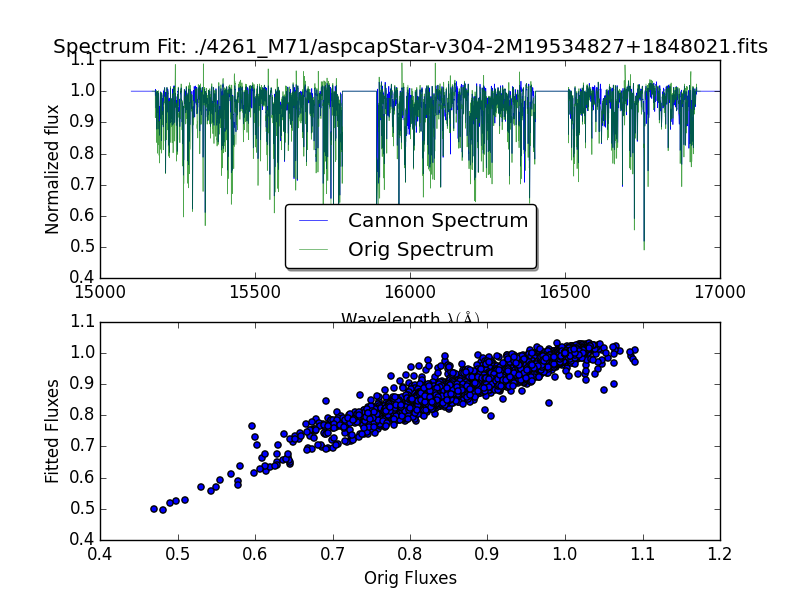 Spectrum Fit: ./4261_M71/aspcapStar-v304-2M19534827+1848021.fits
1.1
1.0
0.9
0.8
0.7
0.6
0.5
0.4
Normalized flux
Cannon Spectrum
Orig Spectrum
15000 15500 16000 16500 17000
Wavelength λ(Å)
1.1
1.0
0.9
0.8
0.7
0.6
0.5
0.4
Fitted Fluxes
0.4 0.5 0.6 0.7 0.8 0.9 1.0 1.1 1.2
Orig Fluxes